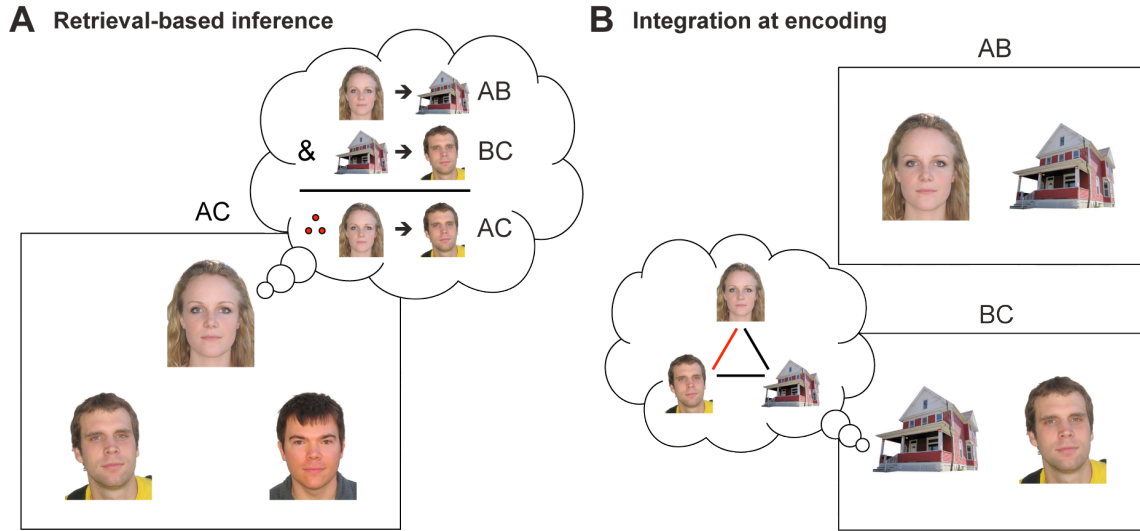 A Retrieval-based inference
AB
& BC
AC
AC
B Integration at encoding
AB
BC